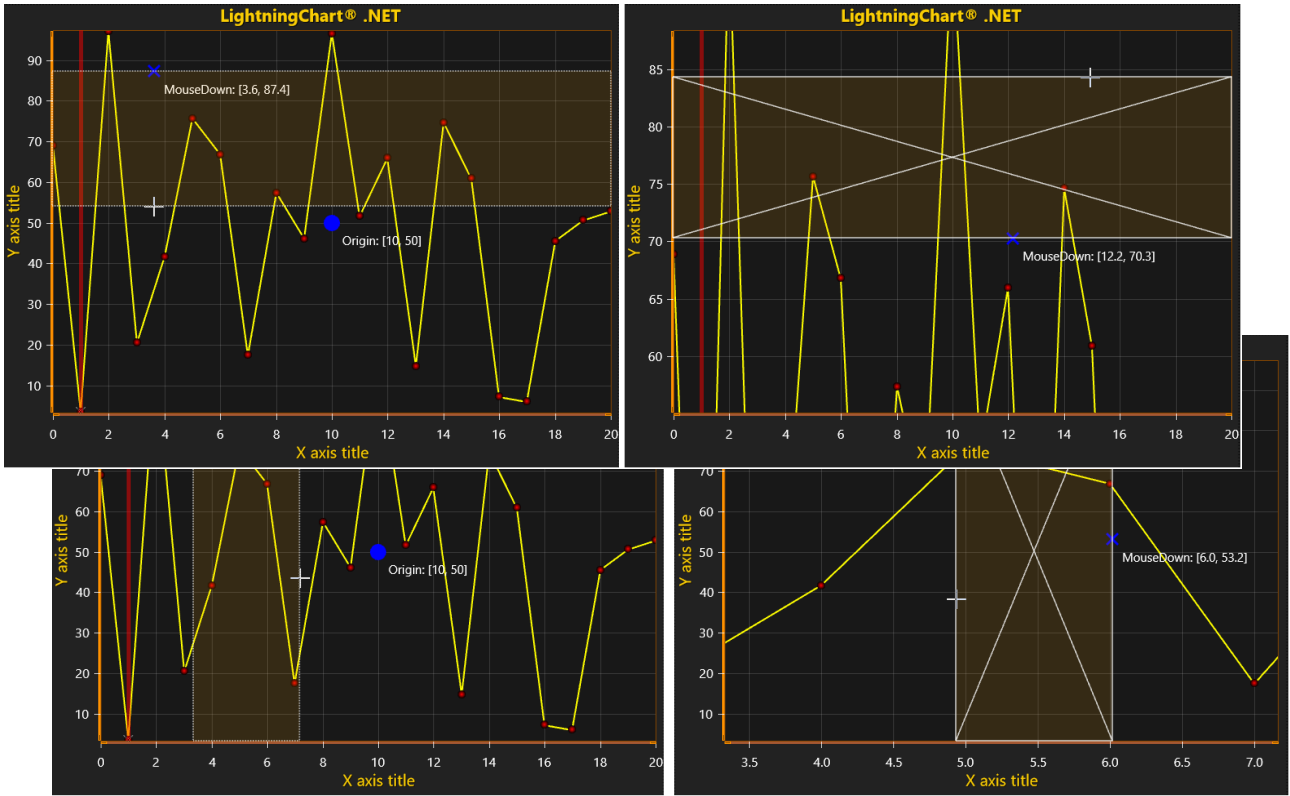 LightningChart® .NET
90
80
70
60
50
40
30
20
10
MouseDown: [3.6, 87.4]
Origin: [10, 50]
Y axis title
0 2 4 6 8 10 12 14 16 18 20
X axis title
LightningChart® .NET
85
80
75
70
65
60
MouseDown: [12.2, 70.3]
Y axis title
0 2 4 6 8 10 12 14 16 18 20
X axis title
70
60
50
40
30
20
10
Origin: [10, 50]
Y axis title
0 2 4 6 8 10 12 14 16 18 20
X axis title
70
60
50
40
30
20
10
MouseDown: [6.0, 53.2]
Y axis title
3.5 4.0 4.5 5.0 5.5 6.0 6.5 7.0
X axis title